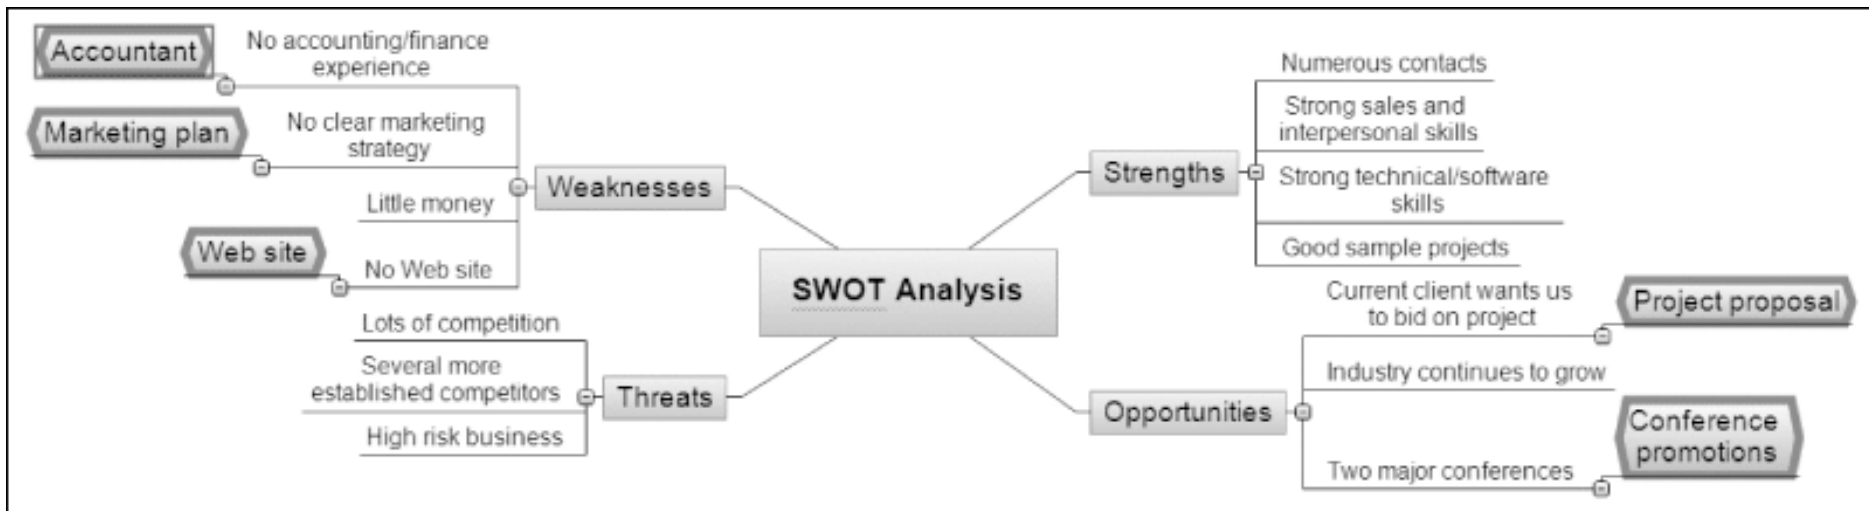 Accountant
No accounting/finance
experience
Marketing plan
No clear marketing
strategy
Weaknesses
Little money
Web site
No Web site
Lots of competition
Several more
established competitors
Threats
High risk business
SWOT Analysis
Strengths
Numerous contacts
Strong sales and
interpersonal skills
Strong technical/software
skills
Good sample projects
Current client wants us
to bid on project
Project proposal
Industry continues to grow
Opportunities
Conference
promotions
Two major conferences